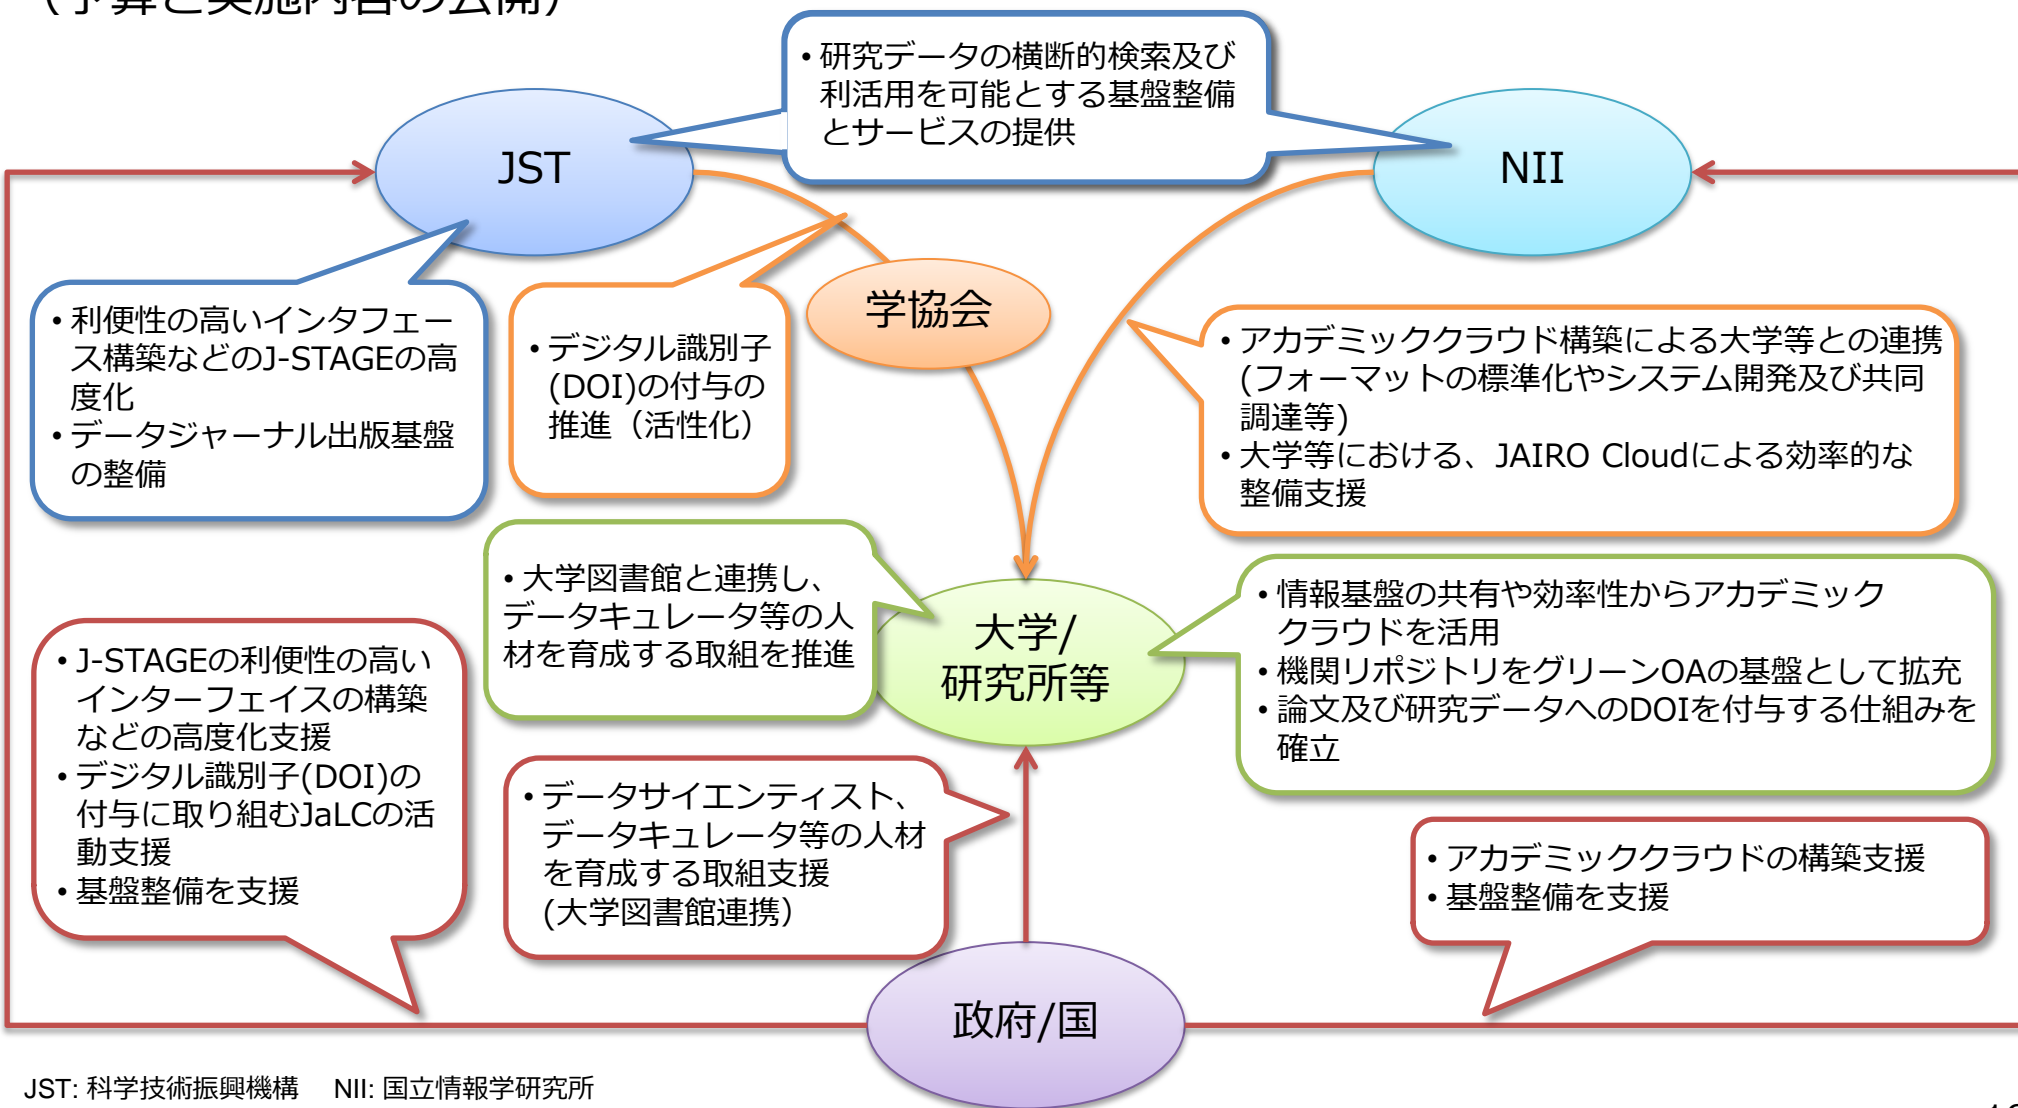 （予算と実施内容の公開）
• 研究データの横断的検索及び
利活用を可能とする基盤整備
とサービスの提供
JST
NII
• 利便性の高いインタフェー
ス構築などのJ-STAGEの高
度化
• データジャーナル出版基盤
の整備
• デジタル識別子
(DOI)の付与の
推進（活性化）
学協会
• アカデミッククラウド構築による大学等との連携
(フォーマットの標準化やシステム開発及び共同
調達等)
• 大学等における、JAIRO Cloudによる効率的な
整備支援
• 大学図書館と連携し、
データキュレータ等の人
材を育成する取組を推進
大学/
研究所等
• 情報基盤の共有や効率性からアカデミック
クラウドを活用
• 機関リポジトリをグリーンOAの基盤として拡充
• 論文及び研究データへのDOIを付与する仕組みを
確立
• J-STAGEの利便性の高い
インターフェイスの構築
などの高度化支援
• デジタル識別子(DOI)の
付与に取り組むJaLCの活
動支援
• 基盤整備を支援
• データサイエンティスト、
データキュレータ等の人材
を育成する取組支援
(大学図書館連携）
• アカデミッククラウドの構築支援
• 基盤整備を支援
政府/国
JST: 科学技術振興機構 NII: 国立情報学研究所